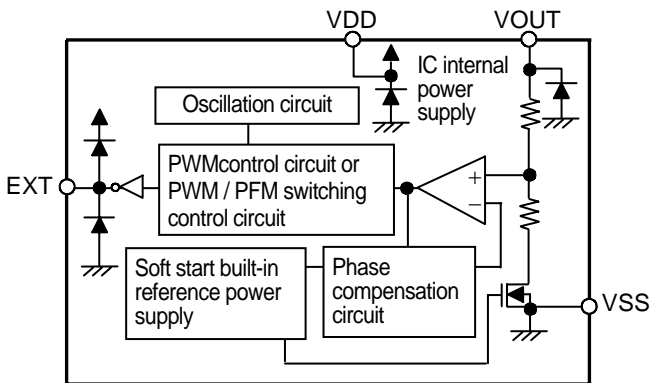 VDD
VOUT
IC internal
power
supply
Oscillation circuit
PWMcontrol circuit or
PWM / PFM switching
control circuit
EXT
+
−
Soft start built-in
reference power
supply
Phase
compensation
circuit
VSS